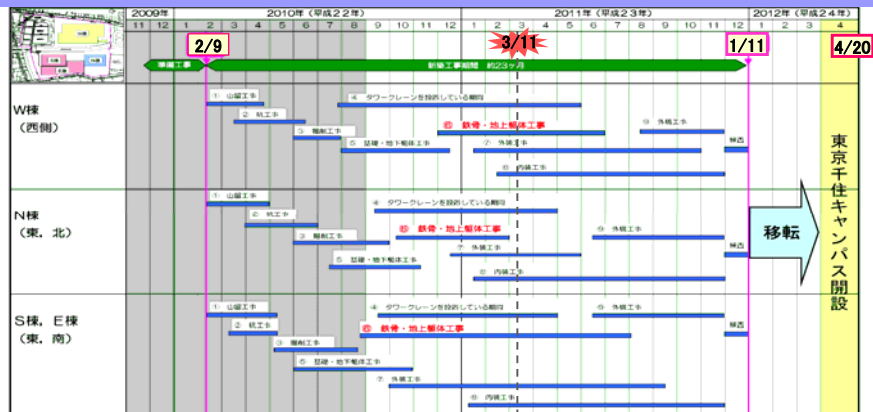 2009年 2010年（平成22年） 2011年（平成23年） 2012年（平成24年）
11 12 1 2 3 4 5 6 7 8 9 10 11 12 1 2 3 4 5 6 7 8 9 10 11 12 1 2 3 4
2/9 3/11 1/11 4/20
準備工事 新築工事期間 約23ヶ月
W棟
（西側）
① 山留工事
② 杭工事
③ 掘削工事
④ タワークレーンを設置している期間
⑤ 基礎・地下躯体工事
⑥ 鉄骨・地上躯体工事
⑦ 外装工事
⑧ 内装工事
⑨ 外構工事
検査
N棟
（東，北）
① 山留工事
② 杭工事
③ 掘削工事
④ タワークレーンを設置している期間
⑤ 基礎・地下躯体工事
⑥ 鉄骨・地上躯体工事
⑦ 外装工事
⑧ 内装工事
⑨ 外構工事
検査
S棟，E棟
（東，南）
① 山留工事
② 杭工事
③ 掘削工事
④ タワークレーンを設置している期間
⑤ 基礎・地下躯体工事
⑥ 鉄骨・地上躯体工事
⑦ 外装工事
⑧ 内装工事
⑨ 外構工事
検査
移転
東京千住キャンパス開設